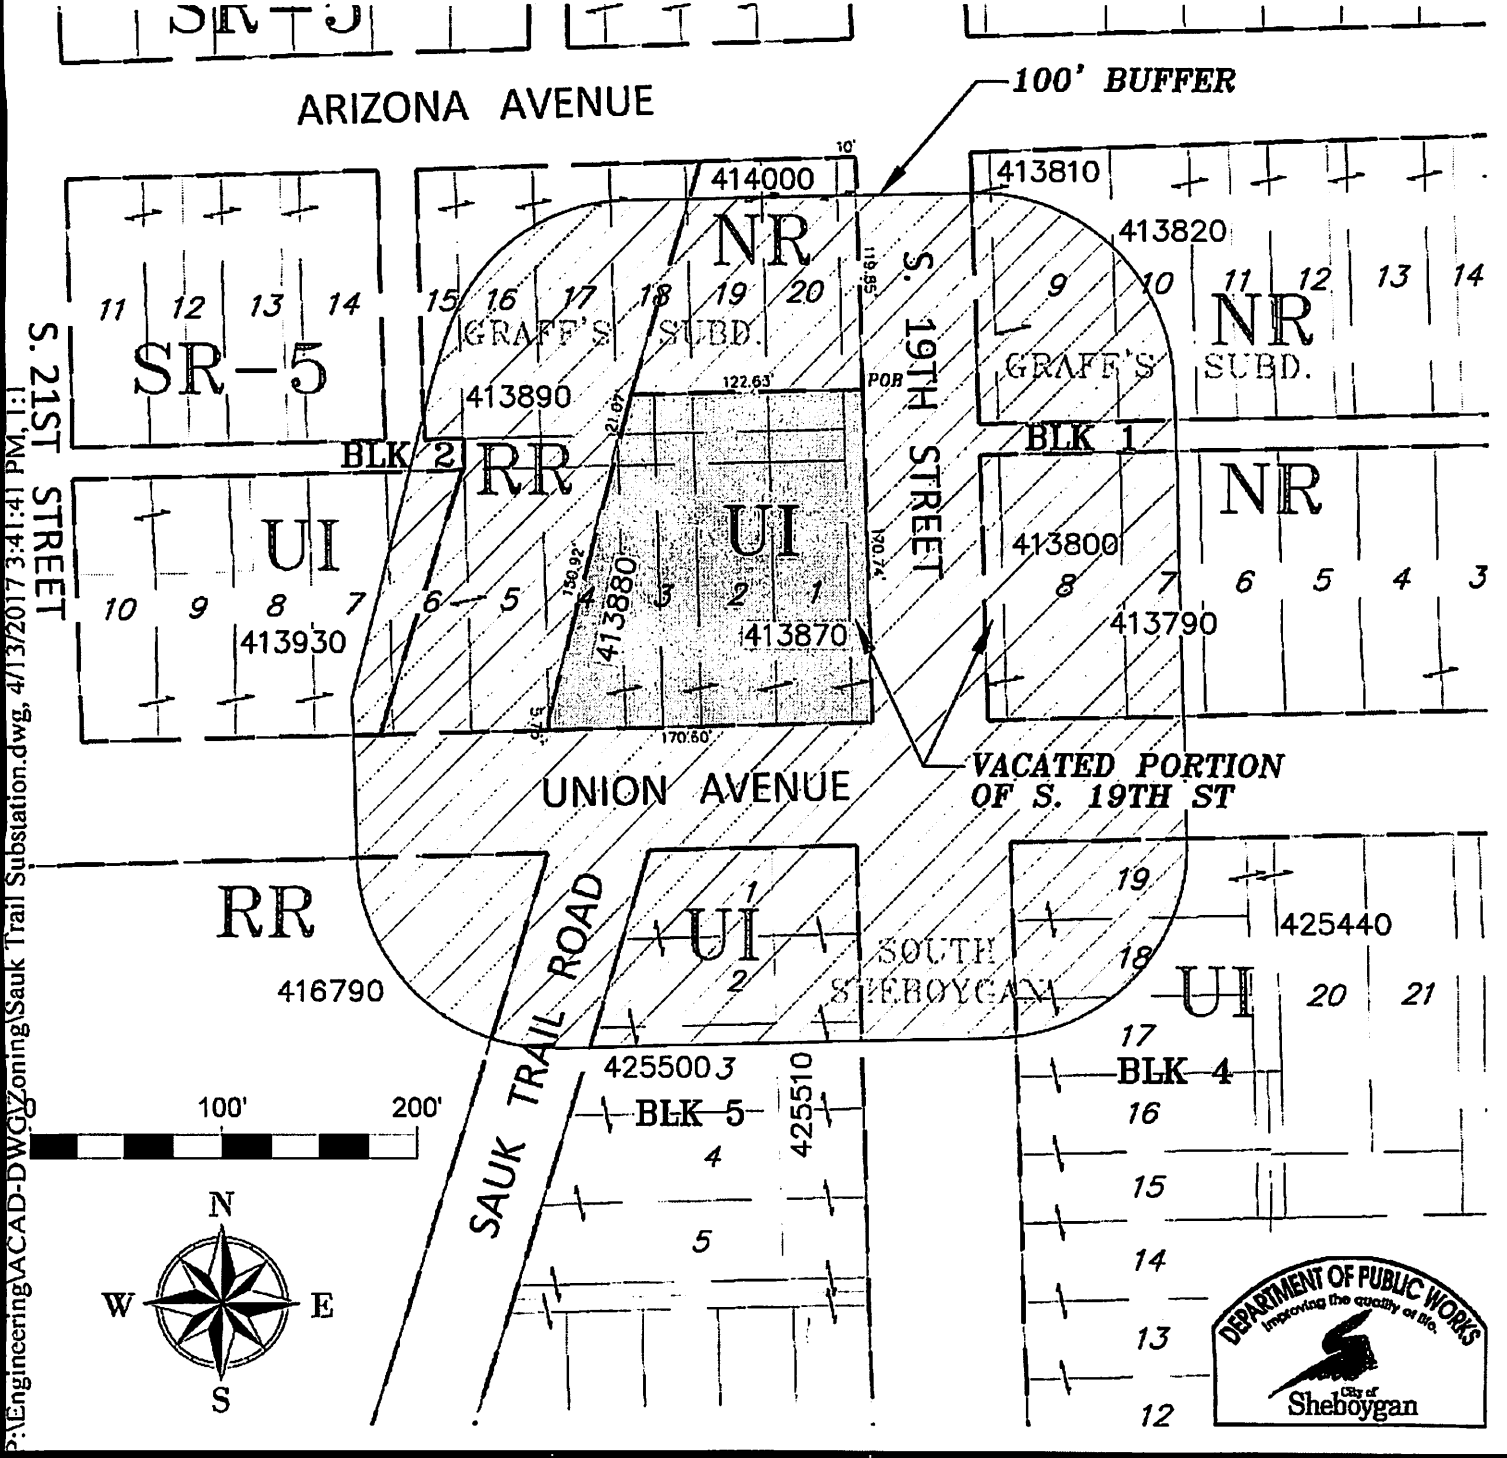 SR-5
ARIZONA AVENUE
100' BUFFER
10'
414000
413810
NR
413820
S. 19TH STREET
119.85'
11 12 13 14
15 16 17 18 19 20
9 10 11 12 13 14
GRAFF'S SUBD.
GRAFF'S SUBD.
NR
SR-5
S. 21ST STREET
413890
122.63'
POB
21.07'
BLK 2
RR
BLK 1
NR
UI
UI
413800
150.92'
170.74'
413880
10 9 8 7 6 5 4 3 2 1
8 7 6 5 4 3
413930
413870
413790
5.76'
170.60'
UNION AVENUE
VACATED PORTION
OF S. 19TH ST
RR
416790
SAUK TRAIL ROAD
1
UI
2
SOUTH
SHEBOYGAN
19
425440
18
UI
20 21
17
425500 3
BLK 4
BLK 5
425510
16
4
15
5
14
13
12
0 100' 200'
N
W E
S
DEPARTMENT OF PUBLIC WORKS
Improving the quality of life.
City of
Sheboygan
P:\Engineering\ACAD-DWG\Zoning\Sauk Trail Substation.dwg, 4/13/2017 3:41:41 PM, 1:1